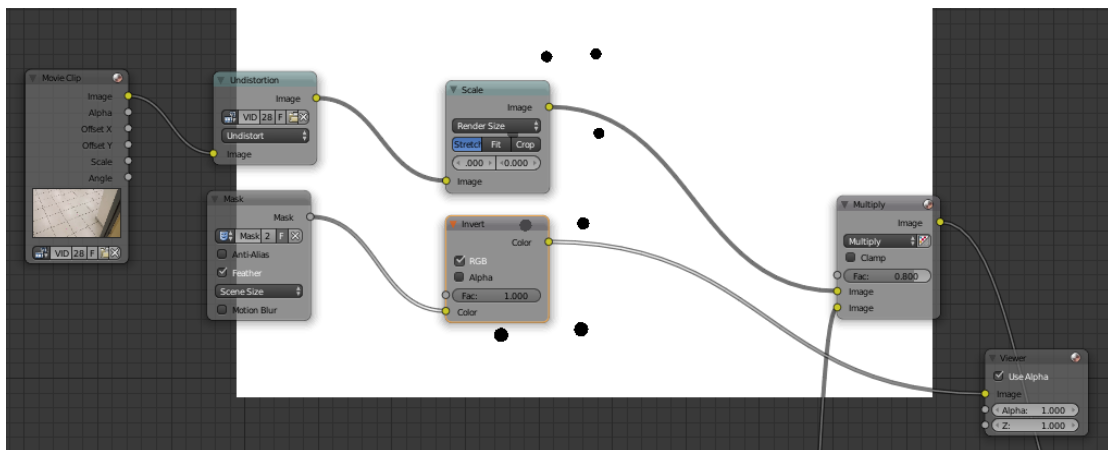 Movie Clip
Image
Alpha
Offset X
Offset Y
Scale
Angle
VID 28 F
Undistortion
Image
VID 28 F
Undistort
Image
Mask
Mask
Mask 2 F
Anti-Alias
Feather
Scene Size
Motion Blur
Scale
Image
Render Size
Stretch Fit Crop
.000 0.000
Image
Invert
Color
RGB
Alpha
Fac: 1.000
Color
Multiply
Image
Multiply
Clamp
Fac: 0.800
Image
Image
Viewer
Use Alpha
Image
Alpha: 1.000
Z: 1.000